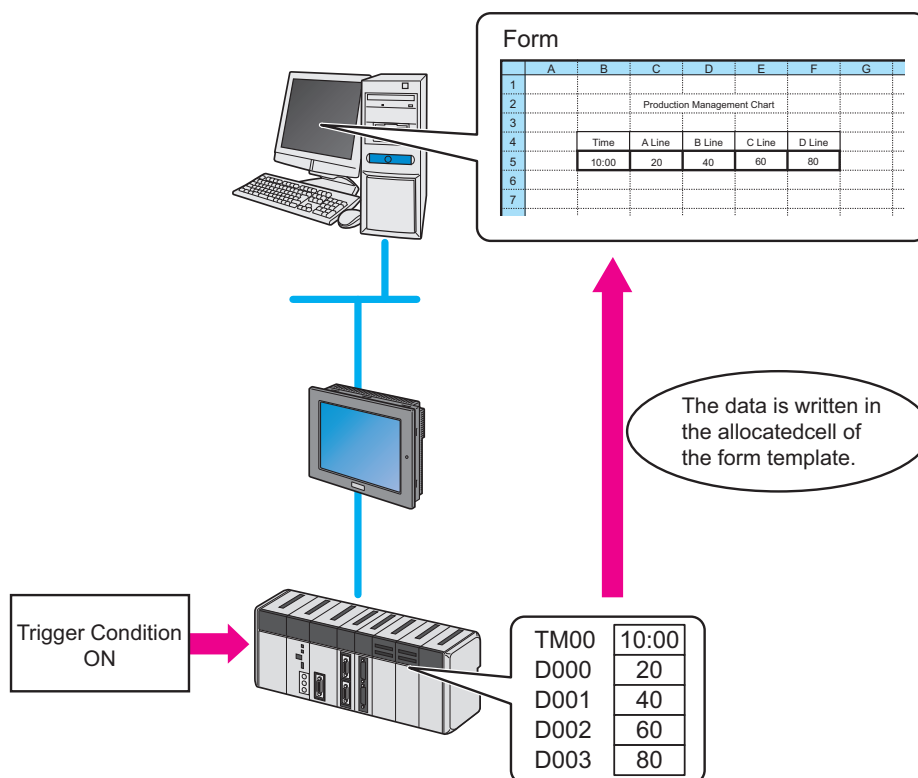 Form
A B C D E F G
1
2 Production Management Chart
3
4 Time A Line B Line C Line D Line
5 10:00 20 40 60 80
6
7
The data is written in
the allocatedcell of
the form template.
Trigger Condition
ON
TM00 10:00
D000 20
D001 40
D002 60
D003 80